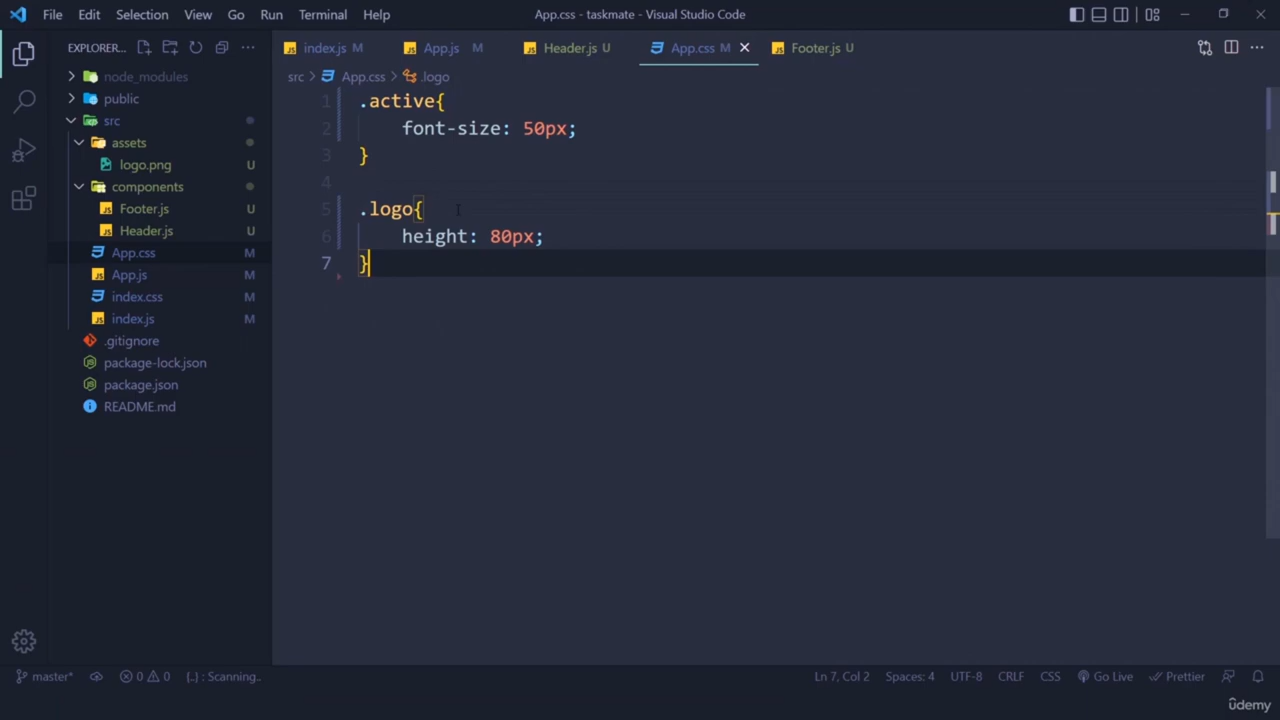 File Edit Selection View Go Run Terminal Help App.css - taskmate - Visual Studio Code
EXPLORER... ...
index.js M App.js M Header.js U App.css M Footer.js U
src > App.css > .logo
node_modules
public
src
assets
logo.png U
components
Footer.js U
Header.js U
App.css M
App.js M
index.css M
index.js M
.gitignore
package-lock.json
package.json
README.md
1 .active{
2 font-size: 50px;
3 }
4
5 .logo{
6 height: 80px;
7 }
master* 0 0 {..} : Scanning.. Ln 7, Col 2 Spaces: 4 UTF-8 CRLF CSS Go Live Prettier
ûdemy